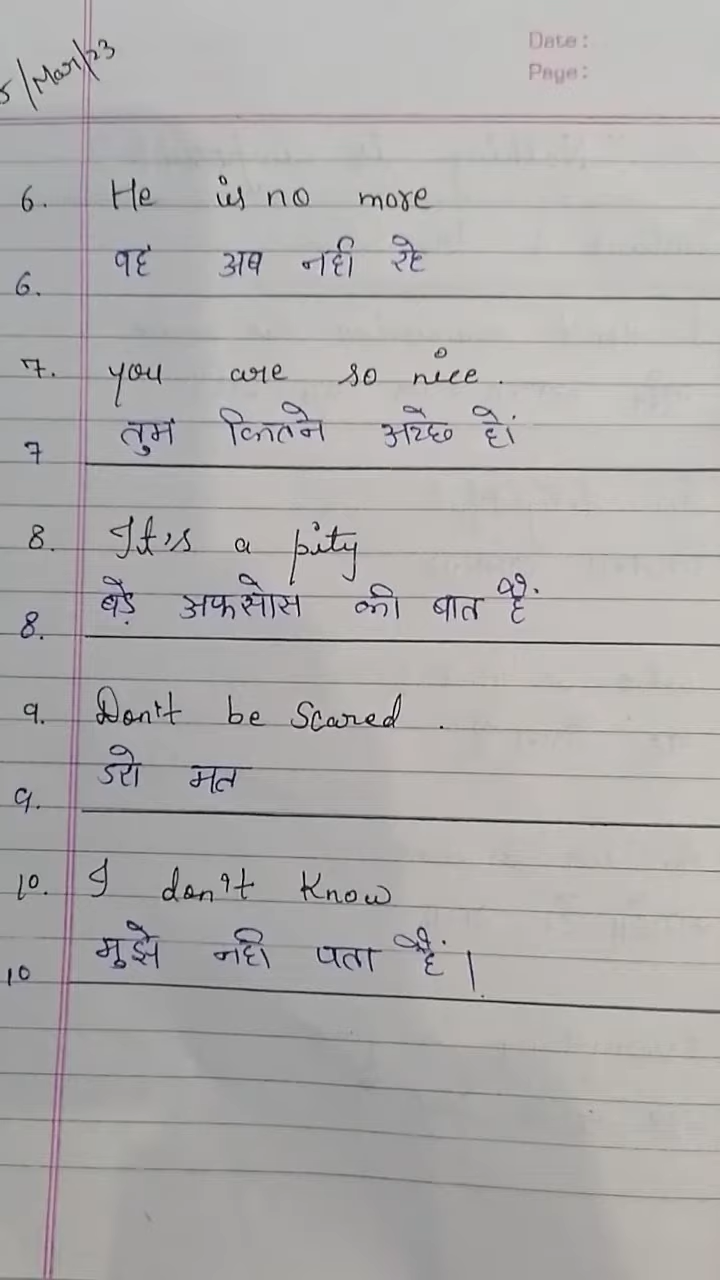 Date:
Page:
5/Mar/23
6. He is no more
6. वह अब नही रहे
7. you are so nice.
7 तुम कितने अच्छे हों
8. It's a pity
8. बड़े अफसोस की बात हैं
9. Don't be Scared.
9. डरो मत
10. I don't Know
10 मुझे नही पता हैं।